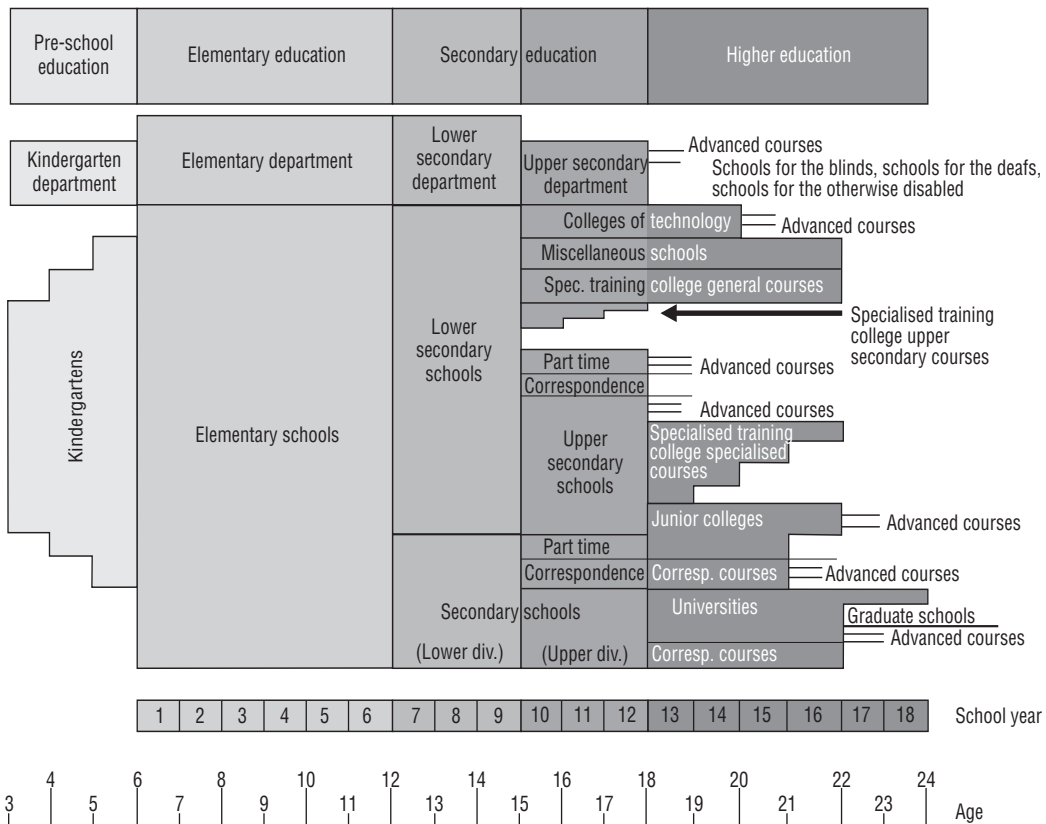 Pre-school
education
Elementary education
Secondary education
Higher education
Kindergarten
department
Elementary department
Lower
secondary
department
Upper secondary
department
Advanced courses
Schools for the blinds, schools for the deafs,
schools for the otherwise disabled
Colleges of technology
Advanced courses
Miscellaneous schools
Spec. training college general courses
Specialised training
college upper
secondary courses
Kindergartens
Elementary schools
Lower
secondary
schools
Part time
Advanced courses
Correspondence
Advanced courses
Upper
secondary
schools
Specialised training
college specialised
courses
Junior colleges
Advanced courses
Part time
Correspondence
Corresp. courses
Advanced courses
Secondary schools
(Lower div.)
(Upper div.)
Universities
Graduate schools
Advanced courses
Corresp. courses
1 2 3 4 5 6 7 8 9 10 11 12 13 14 15 16 17 18
School year
4 6 8 10 12 14 16 18 20 22 24
3 5 7 9 11 13 15 17 19 21 23
Age